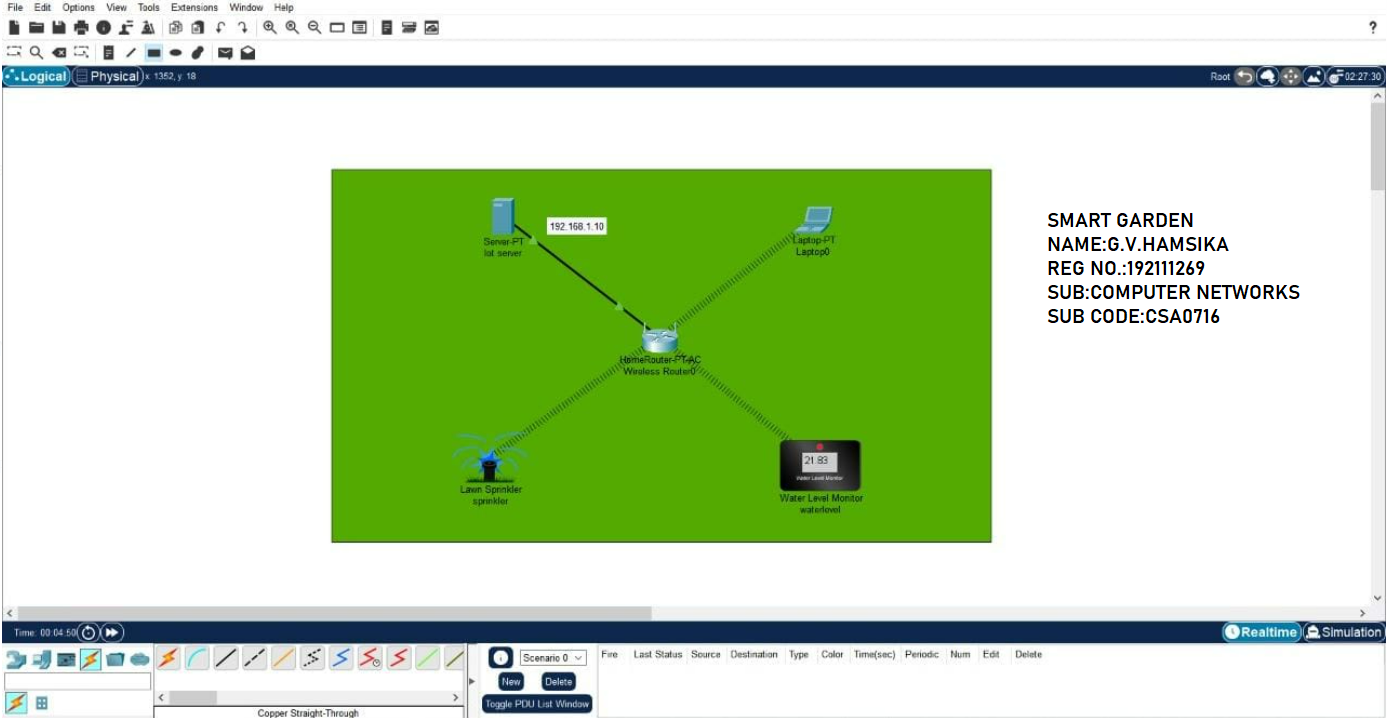 File Edit Options View Tools Extensions Window Help
?
Logical Physical x: 1352, y: 18 Root 02:27:30
192.168.1.10
Server-PT
Iot server
Laptop-PT
Laptop0
SMART GARDEN
NAME:G.V.HAMSIKA
REG NO.:192111269
SUB:COMPUTER NETWORKS
SUB CODE:CSA0716
HomeRouter-PT-AC
Wireless Router0
21.83
Water Level Monitor
Lawn Sprinkler
sprinkler
Water Level Monitor
waterlevel
Time: 00:04:50 Realtime Simulation
Scenario 0
New Delete
Toggle PDU List Window
Fire Last Status Source Destination Type Color Time(sec) Periodic Num Edit Delete
Copper Straight-Through